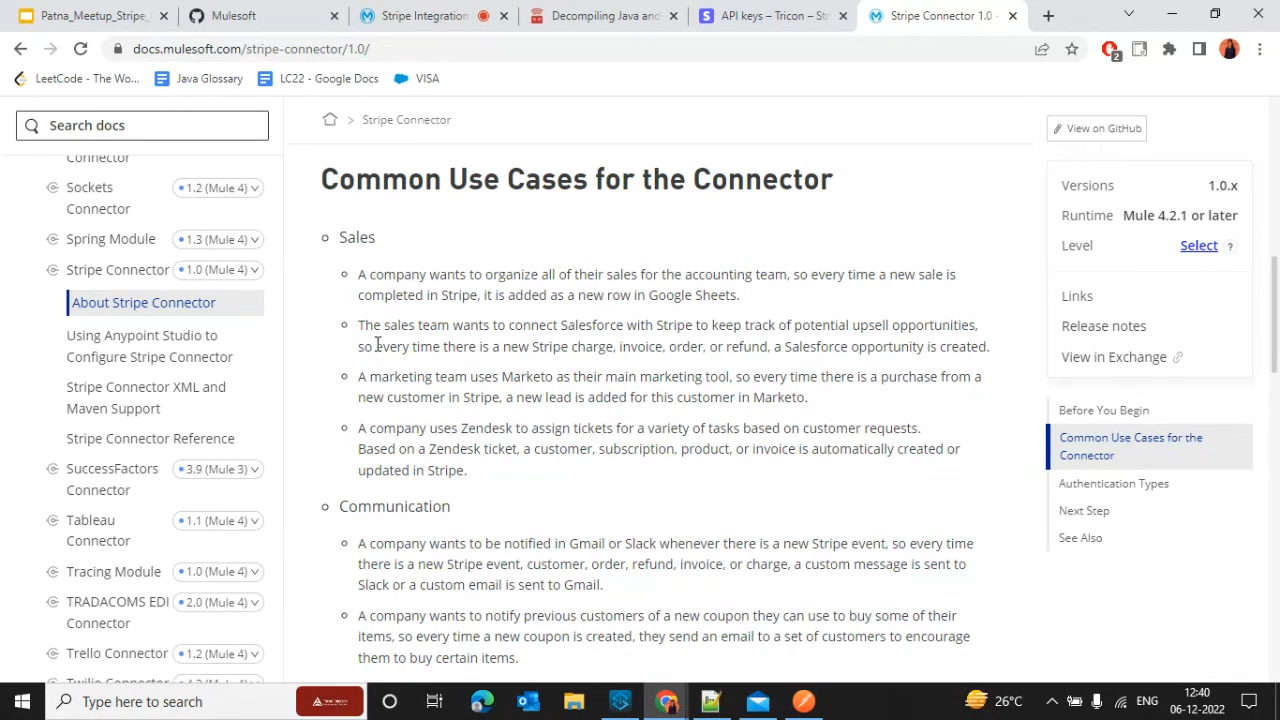 Patna_Meetup_Stripe_
Mulesoft
Stripe Integration
Decompiling Java and
API keys – Tricon – Str
Stripe Connector 1.0 -
docs.mulesoft.com/stripe-connector/1.0/
2
LeetCode - The Wo...
Java Glossary
LC22 - Google Docs
VISA
Search docs
Connector
Sockets Connector
1.2 (Mule 4)
Spring Module
1.3 (Mule 4)
Stripe Connector
1.0 (Mule 4)
About Stripe Connector
Using Anypoint Studio to
Configure Stripe Connector
Stripe Connector XML and
Maven Support
Stripe Connector Reference
SuccessFactors
Connector
3.9 (Mule 3)
Tableau
Connector
1.1 (Mule 4)
Tracing Module
1.0 (Mule 4)
TRADACOMS EDI
Connector
2.0 (Mule 4)
Trello Connector
1.2 (Mule 4)
> Stripe Connector
Common Use Cases for the Connector
Sales
A company wants to organize all of their sales for the accounting team, so every time a new sale is
completed in Stripe, it is added as a new row in Google Sheets.
The sales team wants to connect Salesforce with Stripe to keep track of potential upsell opportunities,
so every time there is a new Stripe charge, invoice, order, or refund, a Salesforce opportunity is created.
A marketing team uses Marketo as their main marketing tool, so every time there is a purchase from a
new customer in Stripe, a new lead is added for this customer in Marketo.
A company uses Zendesk to assign tickets for a variety of tasks based on customer requests.
Based on a Zendesk ticket, a customer, subscription, product, or invoice is automatically created or
updated in Stripe.
Communication
A company wants to be notified in Gmail or Slack whenever there is a new Stripe event, so every time
there is a new Stripe event, customer, order, refund, invoice, or charge, a custom message is sent to
Slack or a custom email is sent to Gmail.
A company wants to notify previous customers of a new coupon they can use to buy some of their
items, so every time a new coupon is created, they send an email to a set of customers to encourage
them to buy certain items.
View on GitHub
Versions 1.0.x
Runtime Mule 4.2.1 or later
Level Select ?
Links
Release notes
View in Exchange
Before You Begin
Common Use Cases for the
Connector
Authentication Types
Next Step
See Also
Type here to search
26°C
ENG
12:40
06-12-2022